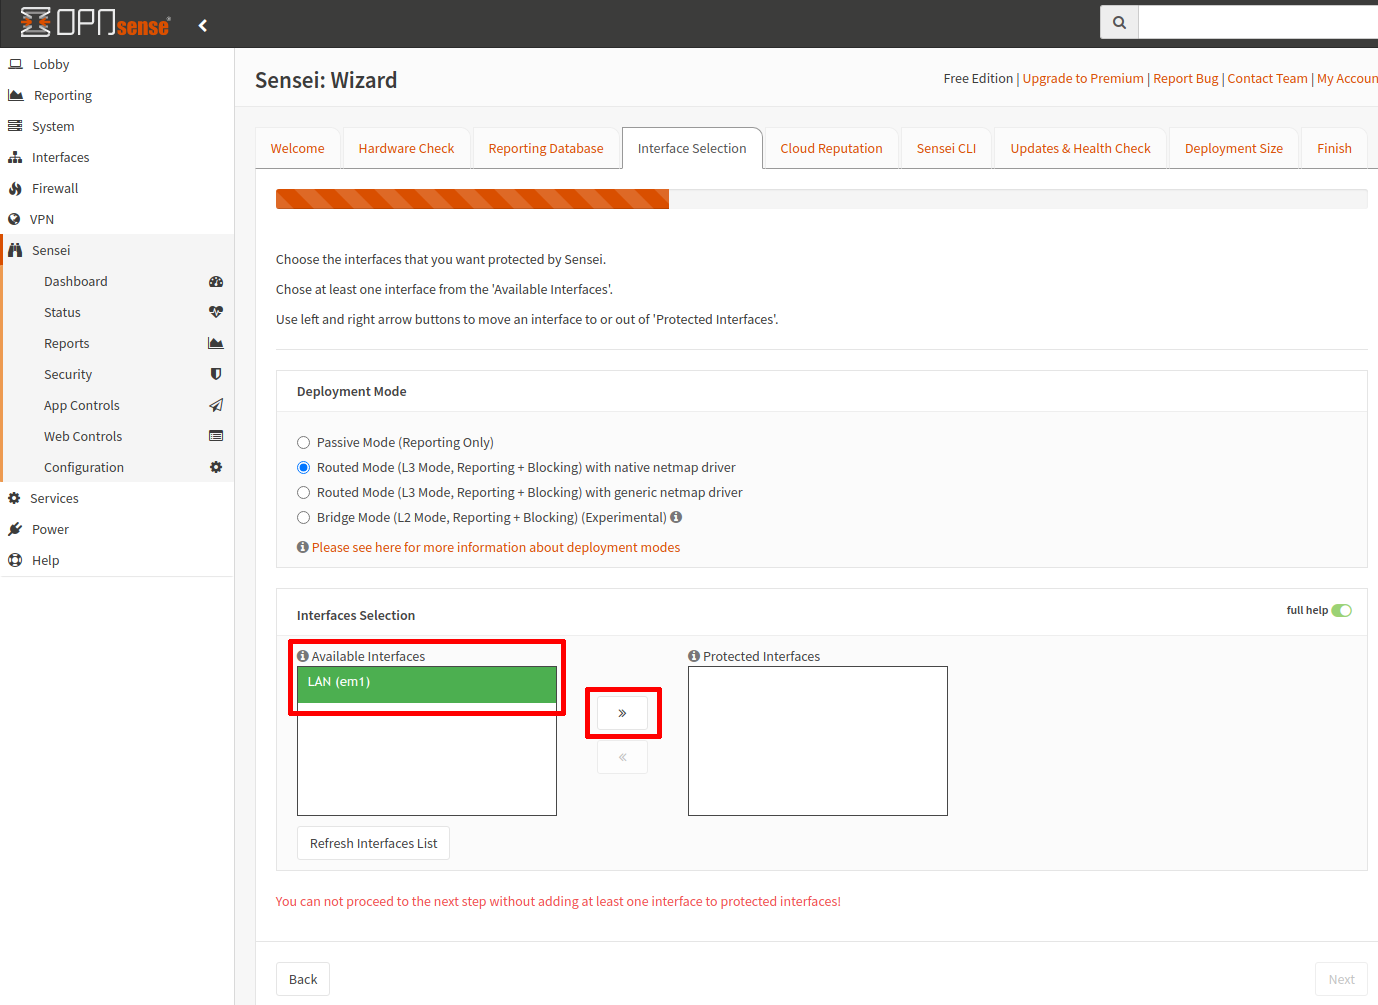 OPNsense
Lobby
Reporting
System
Interfaces
Firewall
VPN
Sensei
Dashboard
Status
Reports
Security
App Controls
Web Controls
Configuration
Services
Power
Help
Sensei: Wizard
Free Edition | Upgrade to Premium | Report Bug | Contact Team | My Accoun
Welcome
Hardware Check
Reporting Database
Interface Selection
Cloud Reputation
Sensei CLI
Updates & Health Check
Deployment Size
Finish
Choose the interfaces that you want protected by Sensei.
Chose at least one interface from the 'Available Interfaces'.
Use left and right arrow buttons to move an interface to or out of 'Protected Interfaces'.
Deployment Mode
Passive Mode (Reporting Only)
Routed Mode (L3 Mode, Reporting + Blocking) with native netmap driver
Routed Mode (L3 Mode, Reporting + Blocking) with generic netmap driver
Bridge Mode (L2 Mode, Reporting + Blocking) (Experimental)
Please see here for more information about deployment modes
Interfaces Selection
full help
Available Interfaces
LAN (em1)
»
«
Protected Interfaces
Refresh Interfaces List
You can not proceed to the next step without adding at least one interface to protected interfaces!
Back
Next